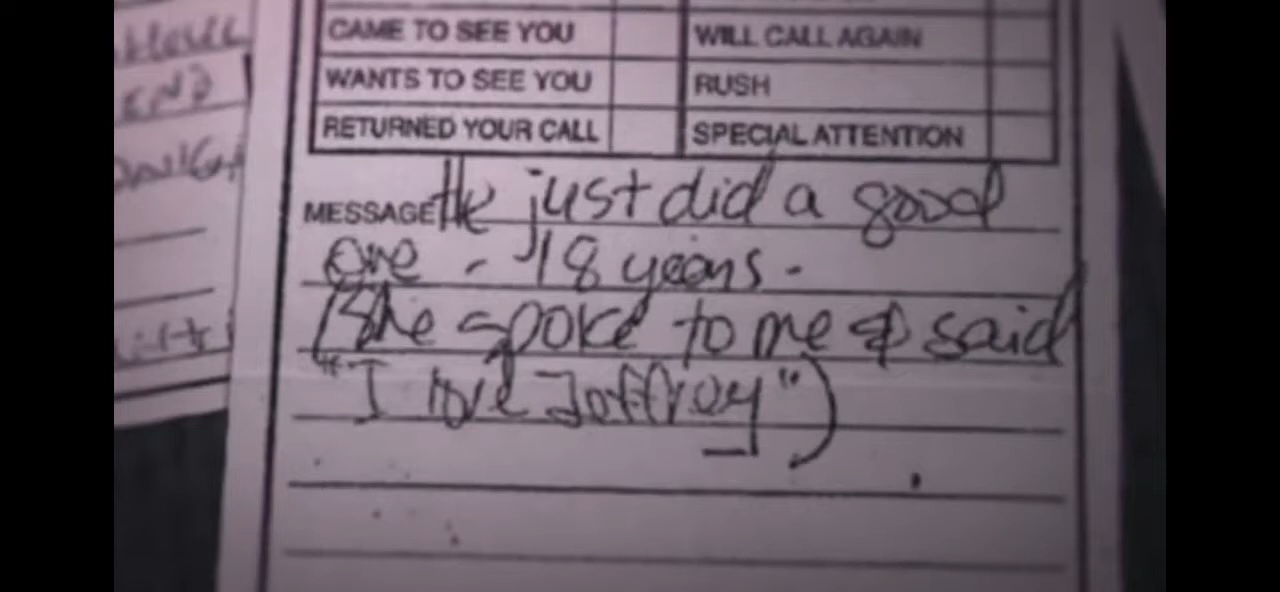 CAME TO SEE YOU WILL CALL AGAIN
WANTS TO SEE YOU RUSH
RETURNED YOUR CALL SPECIAL ATTENTION
MESSAGE He just did a good
one - 18 years -
(She spoke to me & said
"I love Jeffrey")